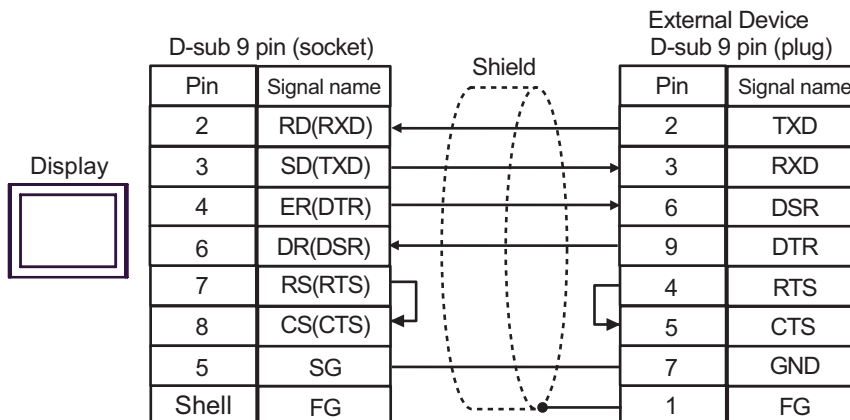 External Device
D-sub 9 pin (socket) D-sub 9 pin (plug)
Shield
Pin Signal name Pin Signal name
2 RD(RXD) 2 TXD
Display
3 SD(TXD) 3 RXD
4 ER(DTR) 6 DSR
6 DR(DSR) 9 DTR
7 RS(RTS) 4 RTS
8 CS(CTS) 5 CTS
5 SG 7 GND
Shell FG 1 FG